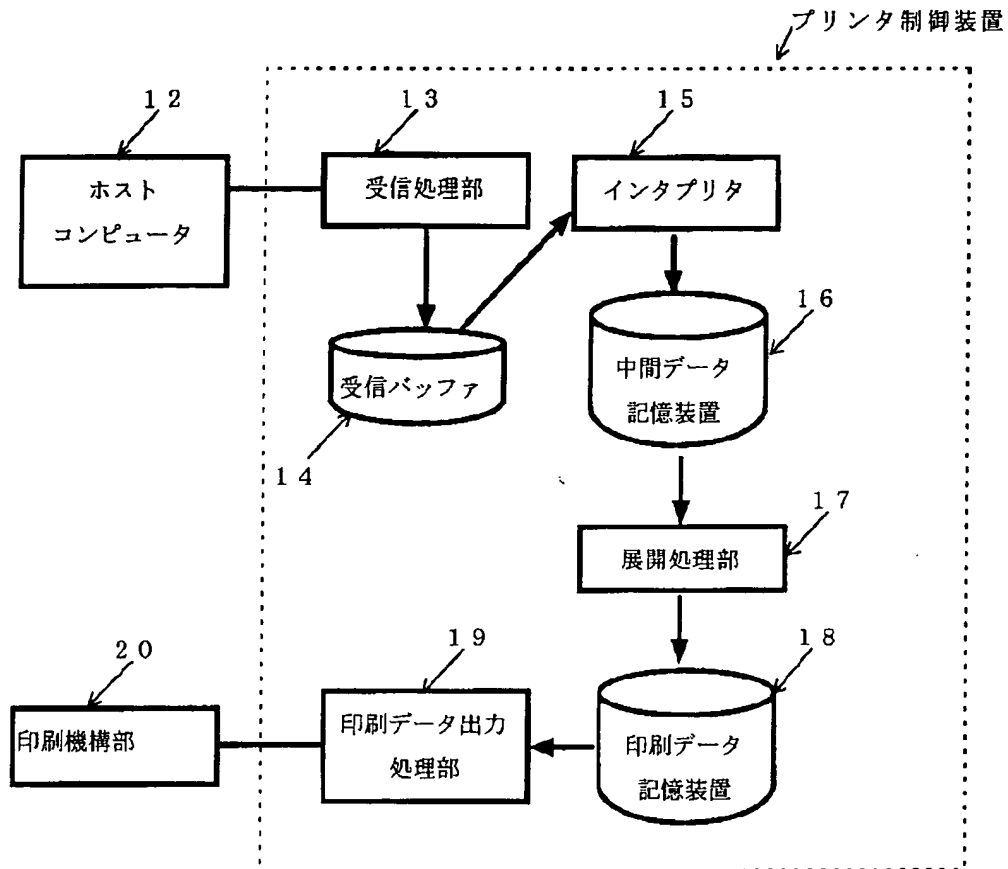 プリンタ制御装置
12
13
15
ホスト
コンピュータ
受信処理部
インタプリタ
16
受信バッファ
中間データ
記憶装置
14
17
展開処理部
20
19
18
印刷機構部
印刷データ出力
処理部
印刷データ
記憶装置